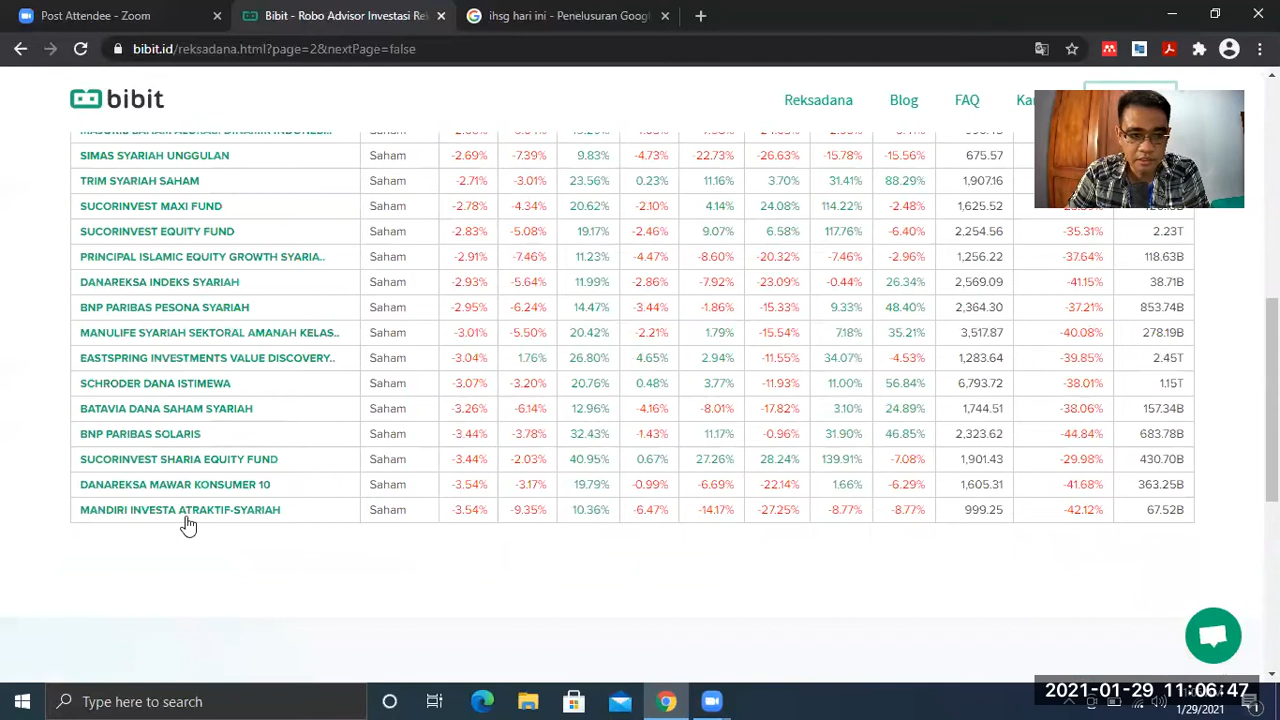 Post Attendee - Zoom
Bibit - Robo Advisor Investasi Re
ihsg hari ini - Penelusuran Goog
bibit.id/reksadana.html?page=2&nextPage=false
bibit
Reksadana Blog FAQ Ka
SIMAS SYARIAH UNGGULAN Saham -2.69% -7.39% 9.83% -4.73% -22.73% -26.63% -15.78% -15.56% 675.57
TRIM SYARIAH SAHAM Saham -2.71% -3.01% 23.56% 0.23% 11.16% 3.70% 31.41% 88.29% 1,907.16
SUCORINVEST MAXI FUND Saham -2.78% -4.34% 20.62% -2.10% 4.14% 24.08% 114.22% -2.48% 1,625.52
SUCORINVEST EQUITY FUND Saham -2.83% -5.08% 19.17% -2.46% 9.07% 6.58% 117.76% -6.40% 2,254.56 -35.31% 2.23T
PRINCIPAL ISLAMIC EQUITY GROWTH SYARIA.. Saham -2.91% -7.46% 11.23% -4.47% -8.60% -20.32% -7.46% -2.96% 1,256.22 -37.64% 118.63B
DANAREKSA INDEKS SYARIAH Saham -2.93% -5.64% 11.99% -2.86% -7.92% -23.09% -0.44% 26.34% 2,569.09 -41.15% 38.71B
BNP PARIBAS PESONA SYARIAH Saham -2.95% -6.24% 14.47% -3.44% -1.86% -15.33% 9.33% 48.40% 2,364.30 -37.21% 853.74B
MANULIFE SYARIAH SEKTORAL AMANAH KELAS.. Saham -3.01% -5.50% 20.42% -2.21% 1.79% -15.54% 7.18% 35.21% 3,517.87 -40.08% 278.19B
EASTSPRING INVESTMENTS VALUE DISCOVERY.. Saham -3.04% 1.76% 26.80% 4.65% 2.94% -11.55% 34.07% -4.53% 1,283.64 -39.85% 2.45T
SCHRODER DANA ISTIMEWA Saham -3.07% -3.20% 20.76% 0.48% 3.77% -11.93% 11.00% 56.84% 6,793.72 -38.01% 1.15T
BATAVIA DANA SAHAM SYARIAH Saham -3.26% -6.14% 12.96% -4.16% -8.01% -17.82% 3.10% 24.89% 1,744.51 -38.06% 157.34B
BNP PARIBAS SOLARIS Saham -3.44% -3.78% 32.43% -1.43% 11.17% -0.96% 31.90% 46.85% 2,323.62 -44.84% 683.78B
SUCORINVEST SHARIA EQUITY FUND Saham -3.44% -2.03% 40.95% 0.67% 27.26% 28.24% 139.91% -7.08% 1,901.43 -29.98% 430.70B
DANAREKSA MAWAR KONSUMER 10 Saham -3.54% -3.17% 19.79% -0.99% -6.69% -22.14% 1.66% -6.29% 1,605.31 -41.68% 363.25B
MANDIRI INVESTA ATRAKTIF-SYARIAH Saham -3.54% -9.35% 10.36% -6.47% -14.17% -27.25% -8.77% -8.77% 999.25 -42.12% 67.52B
Type here to search
2021-01-29 11:06:47
1/29/2021